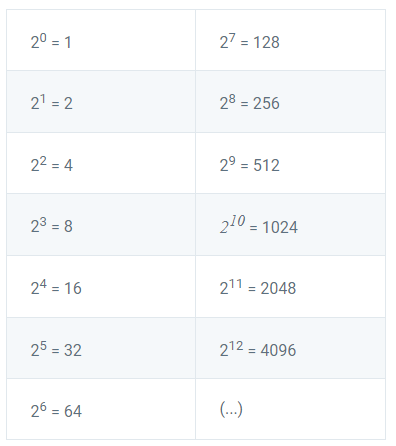 2⁰ = 1 2⁷ = 128
2¹ = 2 2⁸ = 256
2² = 4 2⁹ = 512
2³ = 8 2¹⁰ = 1024
2⁴ = 16 2¹¹ = 2048
2⁵ = 32 2¹² = 4096
2⁶ = 64 (...)